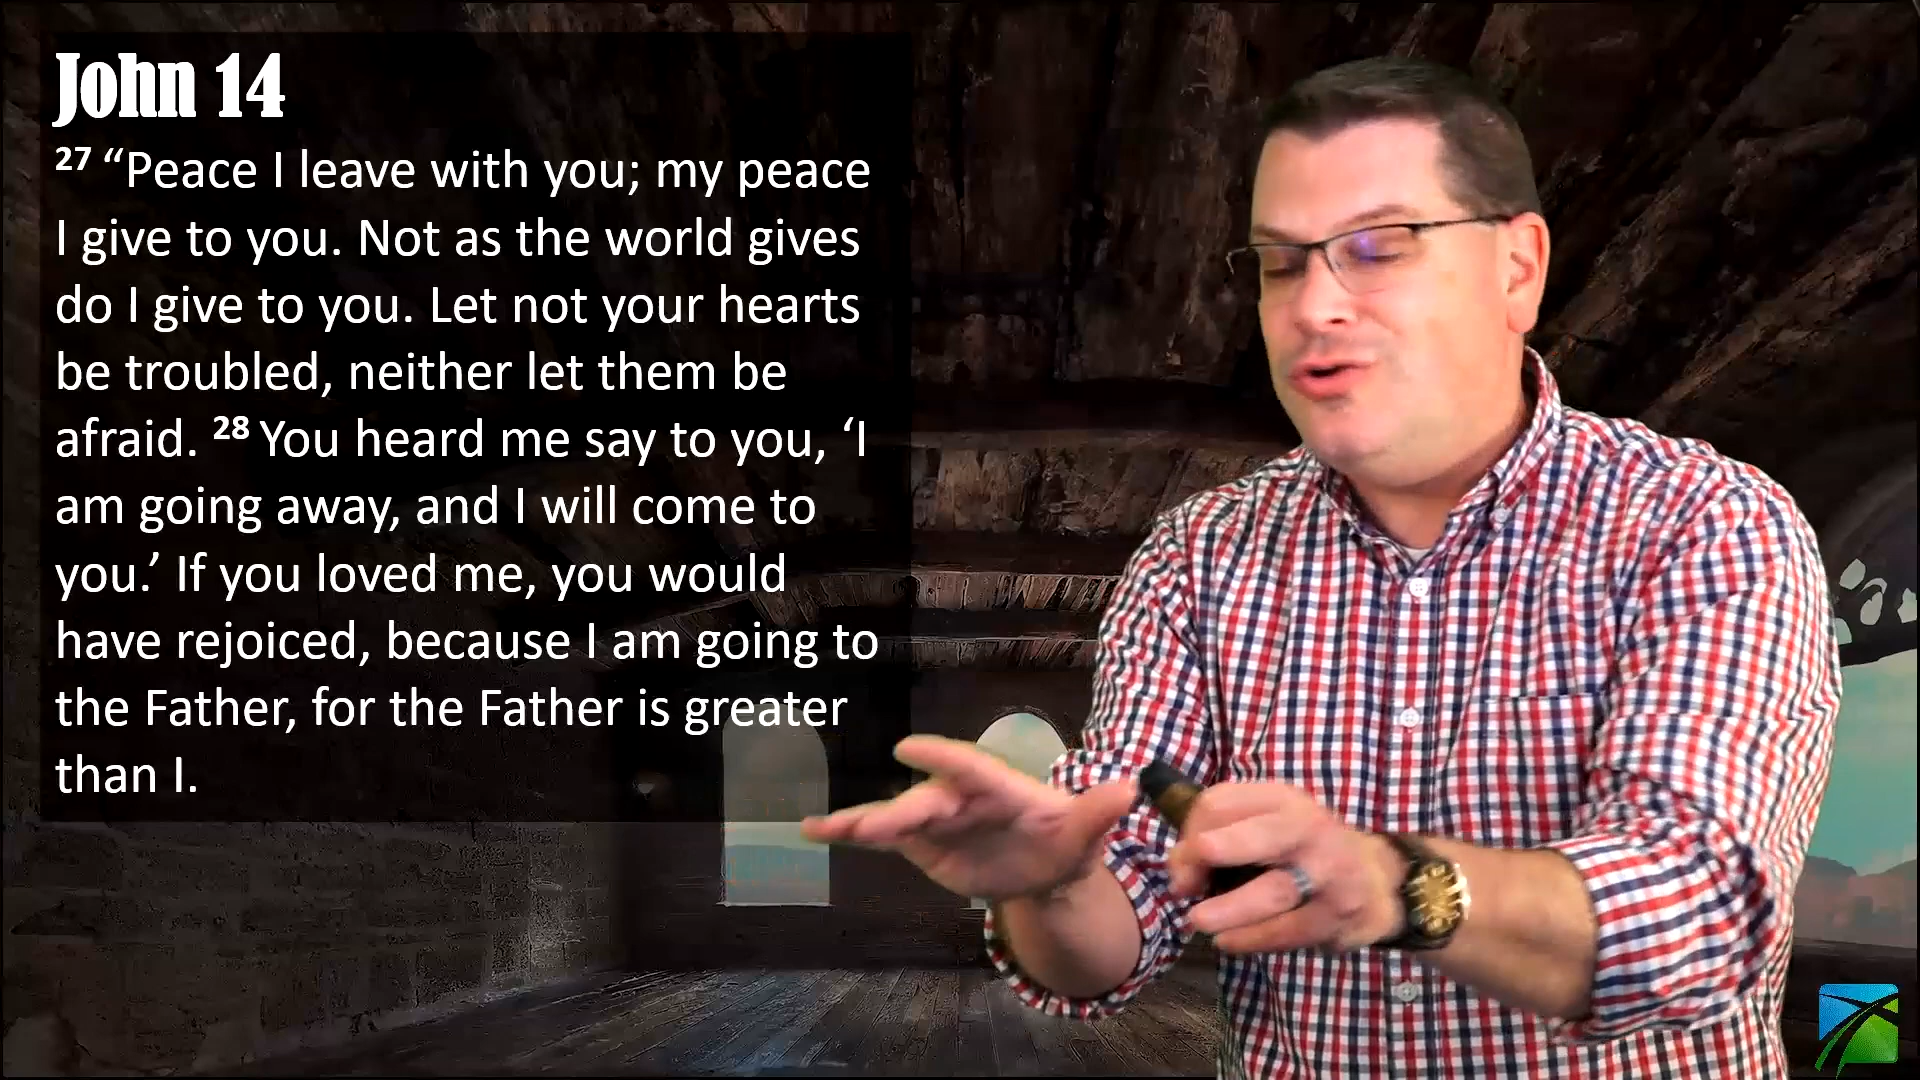 John 14
27 “Peace I leave with you; my peace
I give to you. Not as the world gives
do I give to you. Let not your hearts
be troubled, neither let them be
afraid. 28 You heard me say to you, ‘I
am going away, and I will come to
you.’ If you loved me, you would
have rejoiced, because I am going to
the Father, for the Father is greater
than I.